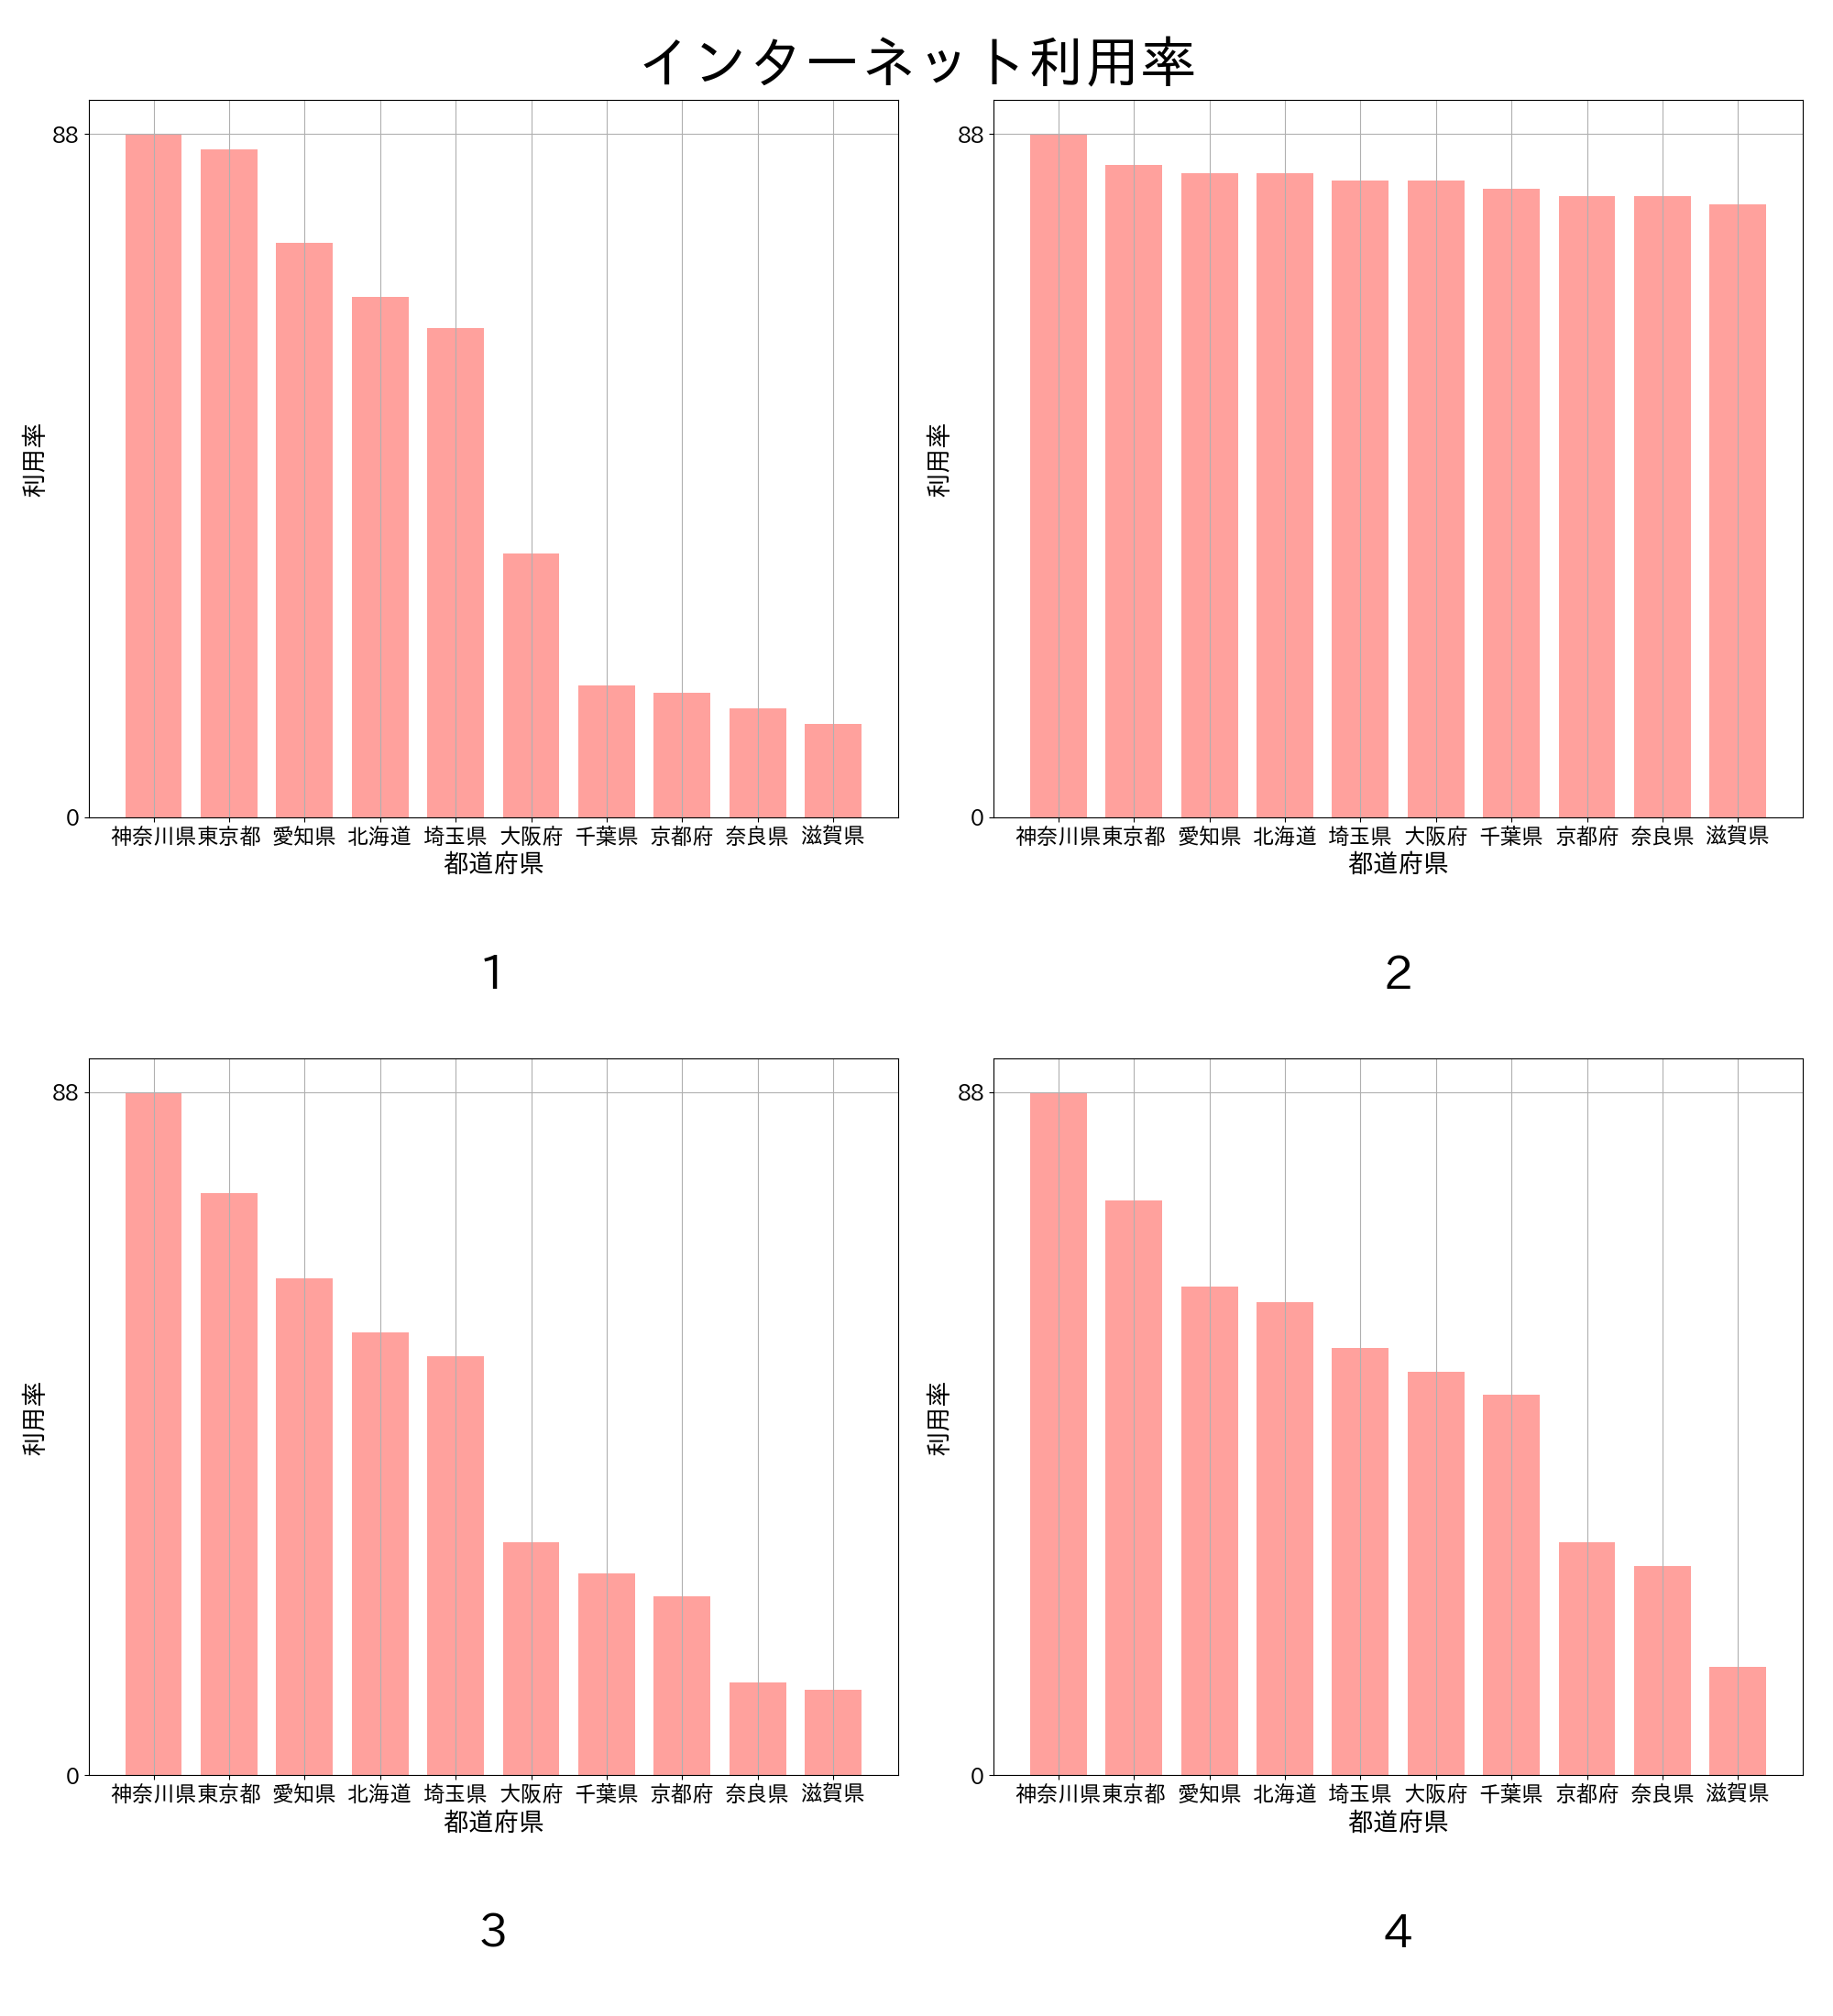 インターネット利用率
88
0
利用率
神奈川県 東京都 愛知県 北海道 埼玉県 大阪府 千葉県 京都府 奈良県 滋賀県
都道府県
1
88
0
利用率
神奈川県 東京都 愛知県 北海道 埼玉県 大阪府 千葉県 京都府 奈良県 滋賀県
都道府県
2
88
0
利用率
神奈川県 東京都 愛知県 北海道 埼玉県 大阪府 千葉県 京都府 奈良県 滋賀県
都道府県
3
88
0
利用率
神奈川県 東京都 愛知県 北海道 埼玉県 大阪府 千葉県 京都府 奈良県 滋賀県
都道府県
4